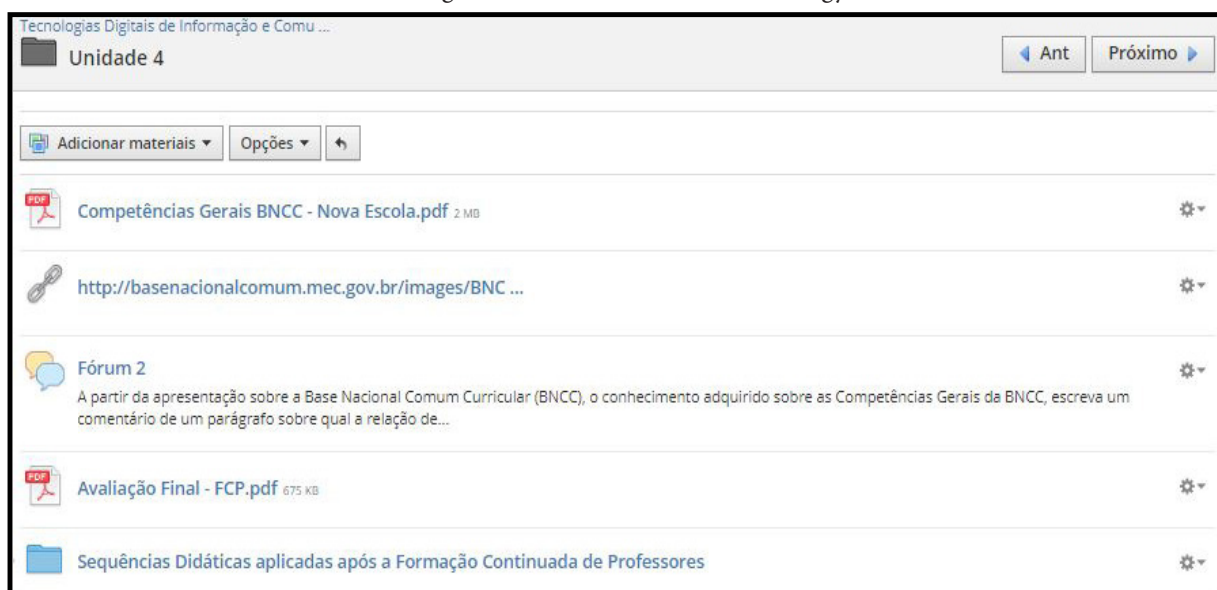 Tecnologias Digitais de Informação e Comu ...
Unidade 4
Ant
Próximo
Adicionar materiais
Opções
Competências Gerais BNCC - Nova Escola.pdf 2 MB
http://basenacionalcomum.mec.gov.br/images/BNC ...
Fórum 2
A partir da apresentação sobre a Base Nacional Comum Curricular (BNCC), o conhecimento adquirido sobre as Competências Gerais da BNCC, escreva um
comentário de um parágrafo sobre qual a relação de...
Avaliação Final - FCP.pdf 675 KB
Sequências Didáticas aplicadas após a Formação Continuada de Professores